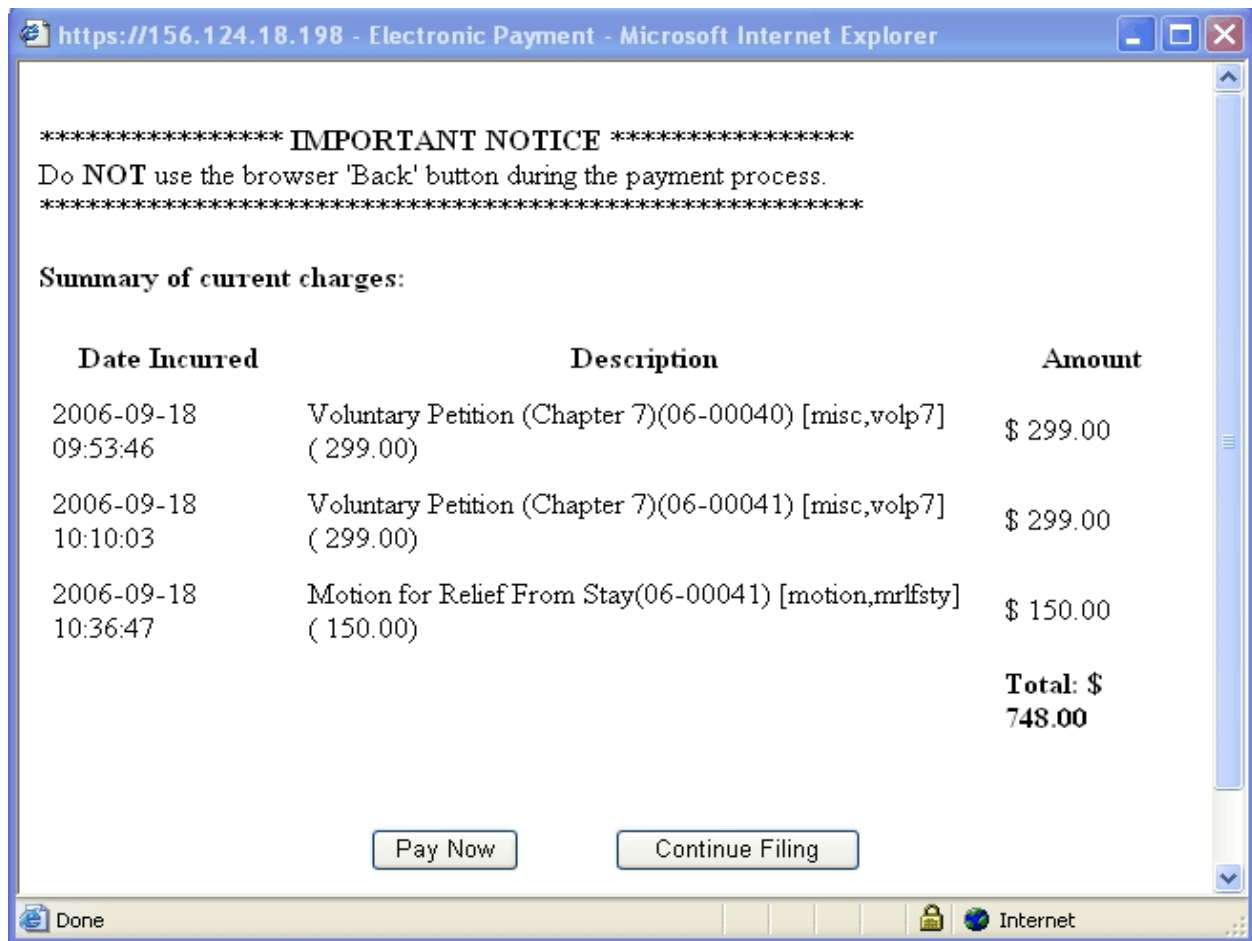 https://156.124.18.198 - Electronic Payment - Microsoft Internet Explorer
**************** IMPORTANT NOTICE ****************
Do NOT use the browser 'Back' button during the payment process.
******************************************************
Summary of current charges:
Date Incurred Description Amount
2006-09-18 Voluntary Petition (Chapter 7)(06-00040) [misc,volp7] $ 299.00
09:53:46 ( 299.00)
2006-09-18 Voluntary Petition (Chapter 7)(06-00041) [misc,volp7] $ 299.00
10:10:03 ( 299.00)
2006-09-18 Motion for Relief From Stay(06-00041) [motion,mrlfsty] $ 150.00
10:36:47 ( 150.00)
Total: $
748.00
Pay Now Continue Filing
Done Internet